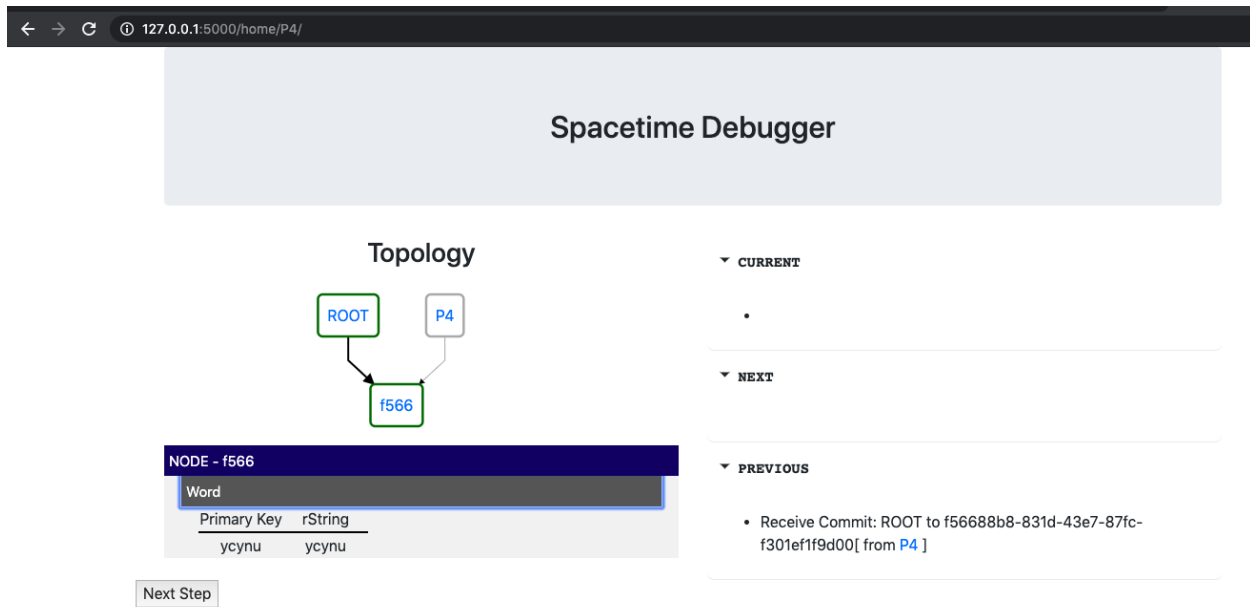 127.0.0.1:5000/home/P4/
Spacetime Debugger
Topology
ROOT
P4
f566
NODE - f566
Word
Primary Key rString
ycynu ycynu
Next Step
CURRENT
NEXT
PREVIOUS
• Receive Commit: ROOT to f56688b8-831d-43e7-87fc-
f301ef1f9d00[ from P4 ]